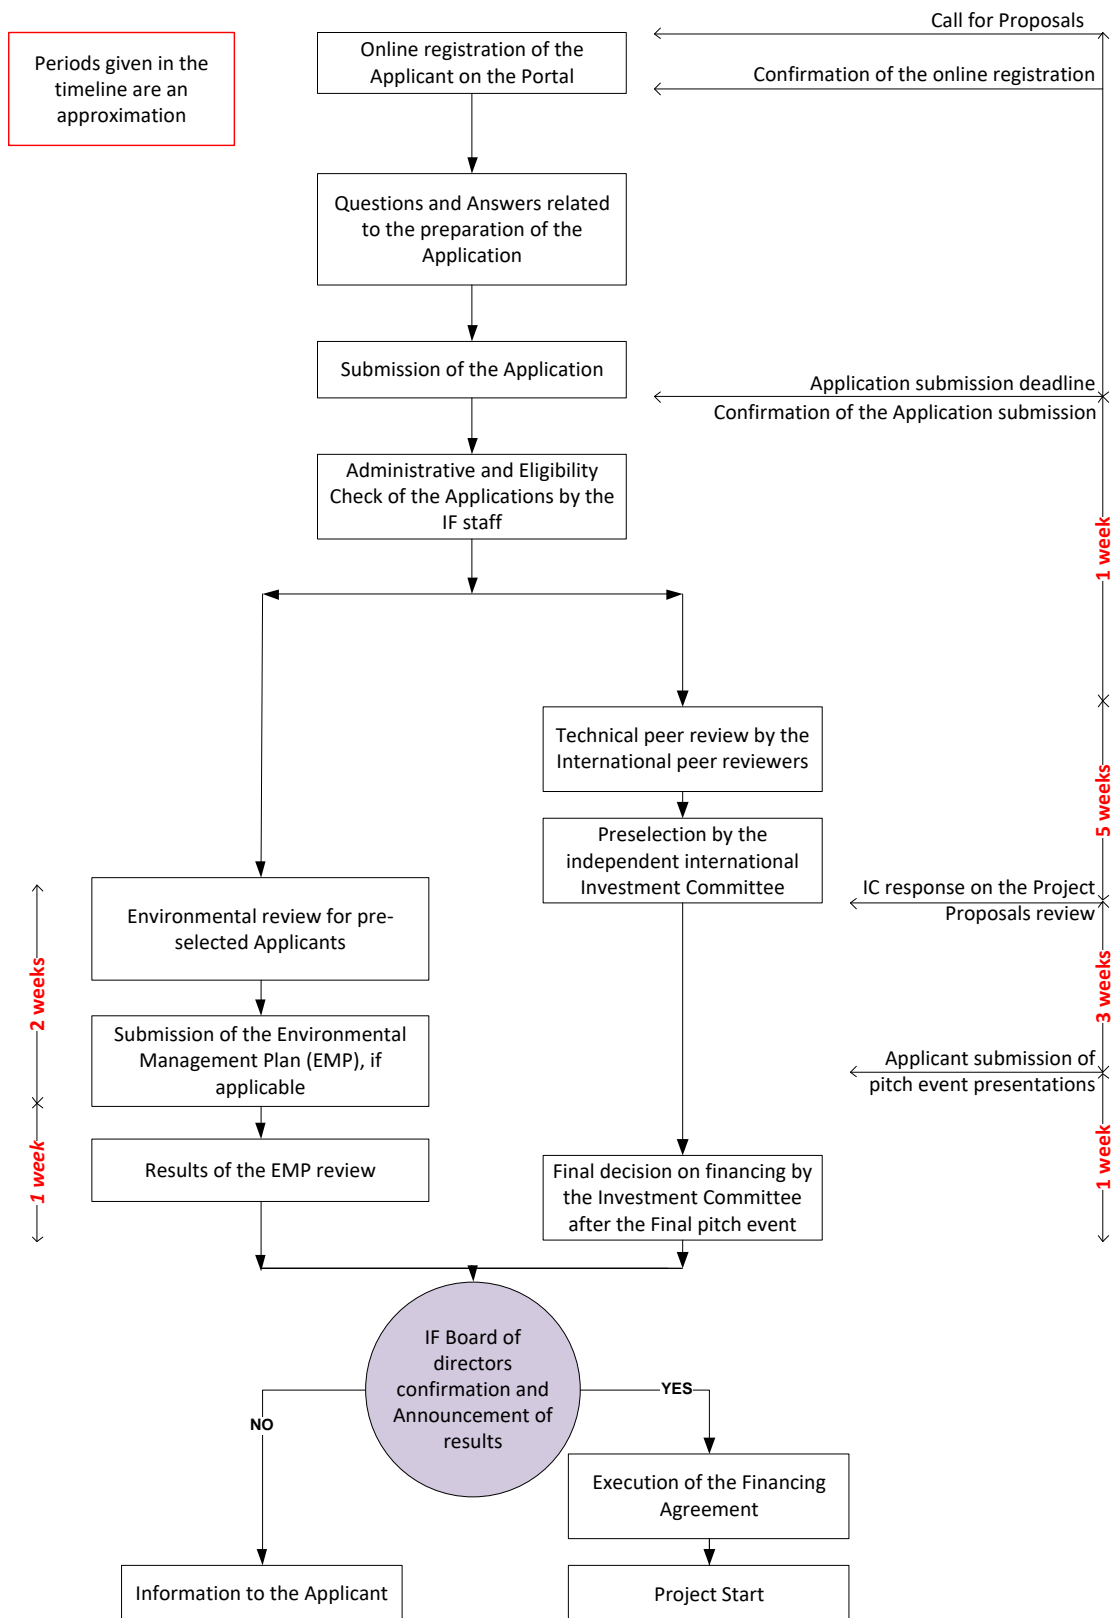 Call for Proposals
Online registration of the
Applicant on the Portal
Periods given in the
timeline are an
approximation
Confirmation of the online registration
Questions and Answers related
to the preparation of the
Application
Submission of the Application
Application submission deadline
Confirmation of the Application submission
Administrative and Eligibility
Check of the Applications by the
IF staff
1 week
Technical peer review by the
International peer reviewers
5 weeks
Preselection by the
independent international
Investment Committee
IC response on the Project
Proposals review
Environmental review for pre-
selected Applicants
2 weeks
3 weeks
Submission of the Environmental
Management Plan (EMP), if
applicable
Applicant submission of
pitch event presentations
1 week
Results of the EMP review
Final decision on financing by
the Investment Committee
after the Final pitch event
1 week
IF Board of
directors
confirmation and
Announcement of
results
NO
YES
Execution of the Financing
Agreement
Information to the Applicant
Project Start